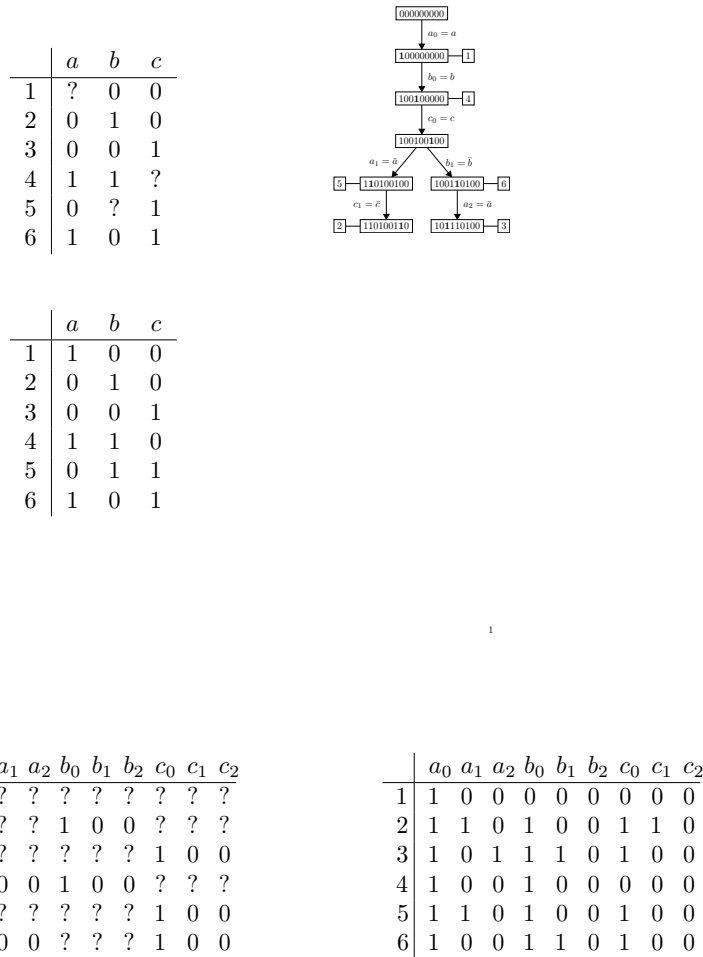 a b c
1 ? 0 0
2 0 1 0
3 0 0 1
4 1 1 ?
5 0 ? 1
6 1 0 1
000000000
a₀ = a
100000000 1
b₀ = b
100100000 4
c₀ = c
100100100
a₁ = ā b₁ = b̄
5 110100100 100110100 6
c₁ = c̄ a₂ = ā
2 110100110 101110100 3
a b c
1 1 0 0
2 0 1 0
3 0 0 1
4 1 1 0
5 0 1 1
6 1 0 1
1
a₁ a₂ b₀ b₁ b₂ c₀ c₁ c₂
? ? ? ? ? ? ? ?
? ? 1 0 0 ? ? ?
? ? ? ? ? 1 0 0
0 0 1 0 0 ? ? ?
? ? ? ? ? 1 0 0
0 0 ? ? ? 1 0 0
a₀ a₁ a₂ b₀ b₁ b₂ c₀ c₁ c₂
1 1 0 0 0 0 0 0 0 0
2 1 1 0 1 0 0 1 1 0
3 1 0 1 1 1 0 1 0 0
4 1 0 0 1 0 0 0 0 0
5 1 1 0 1 0 0 1 0 0
6 1 0 0 1 1 0 1 0 0